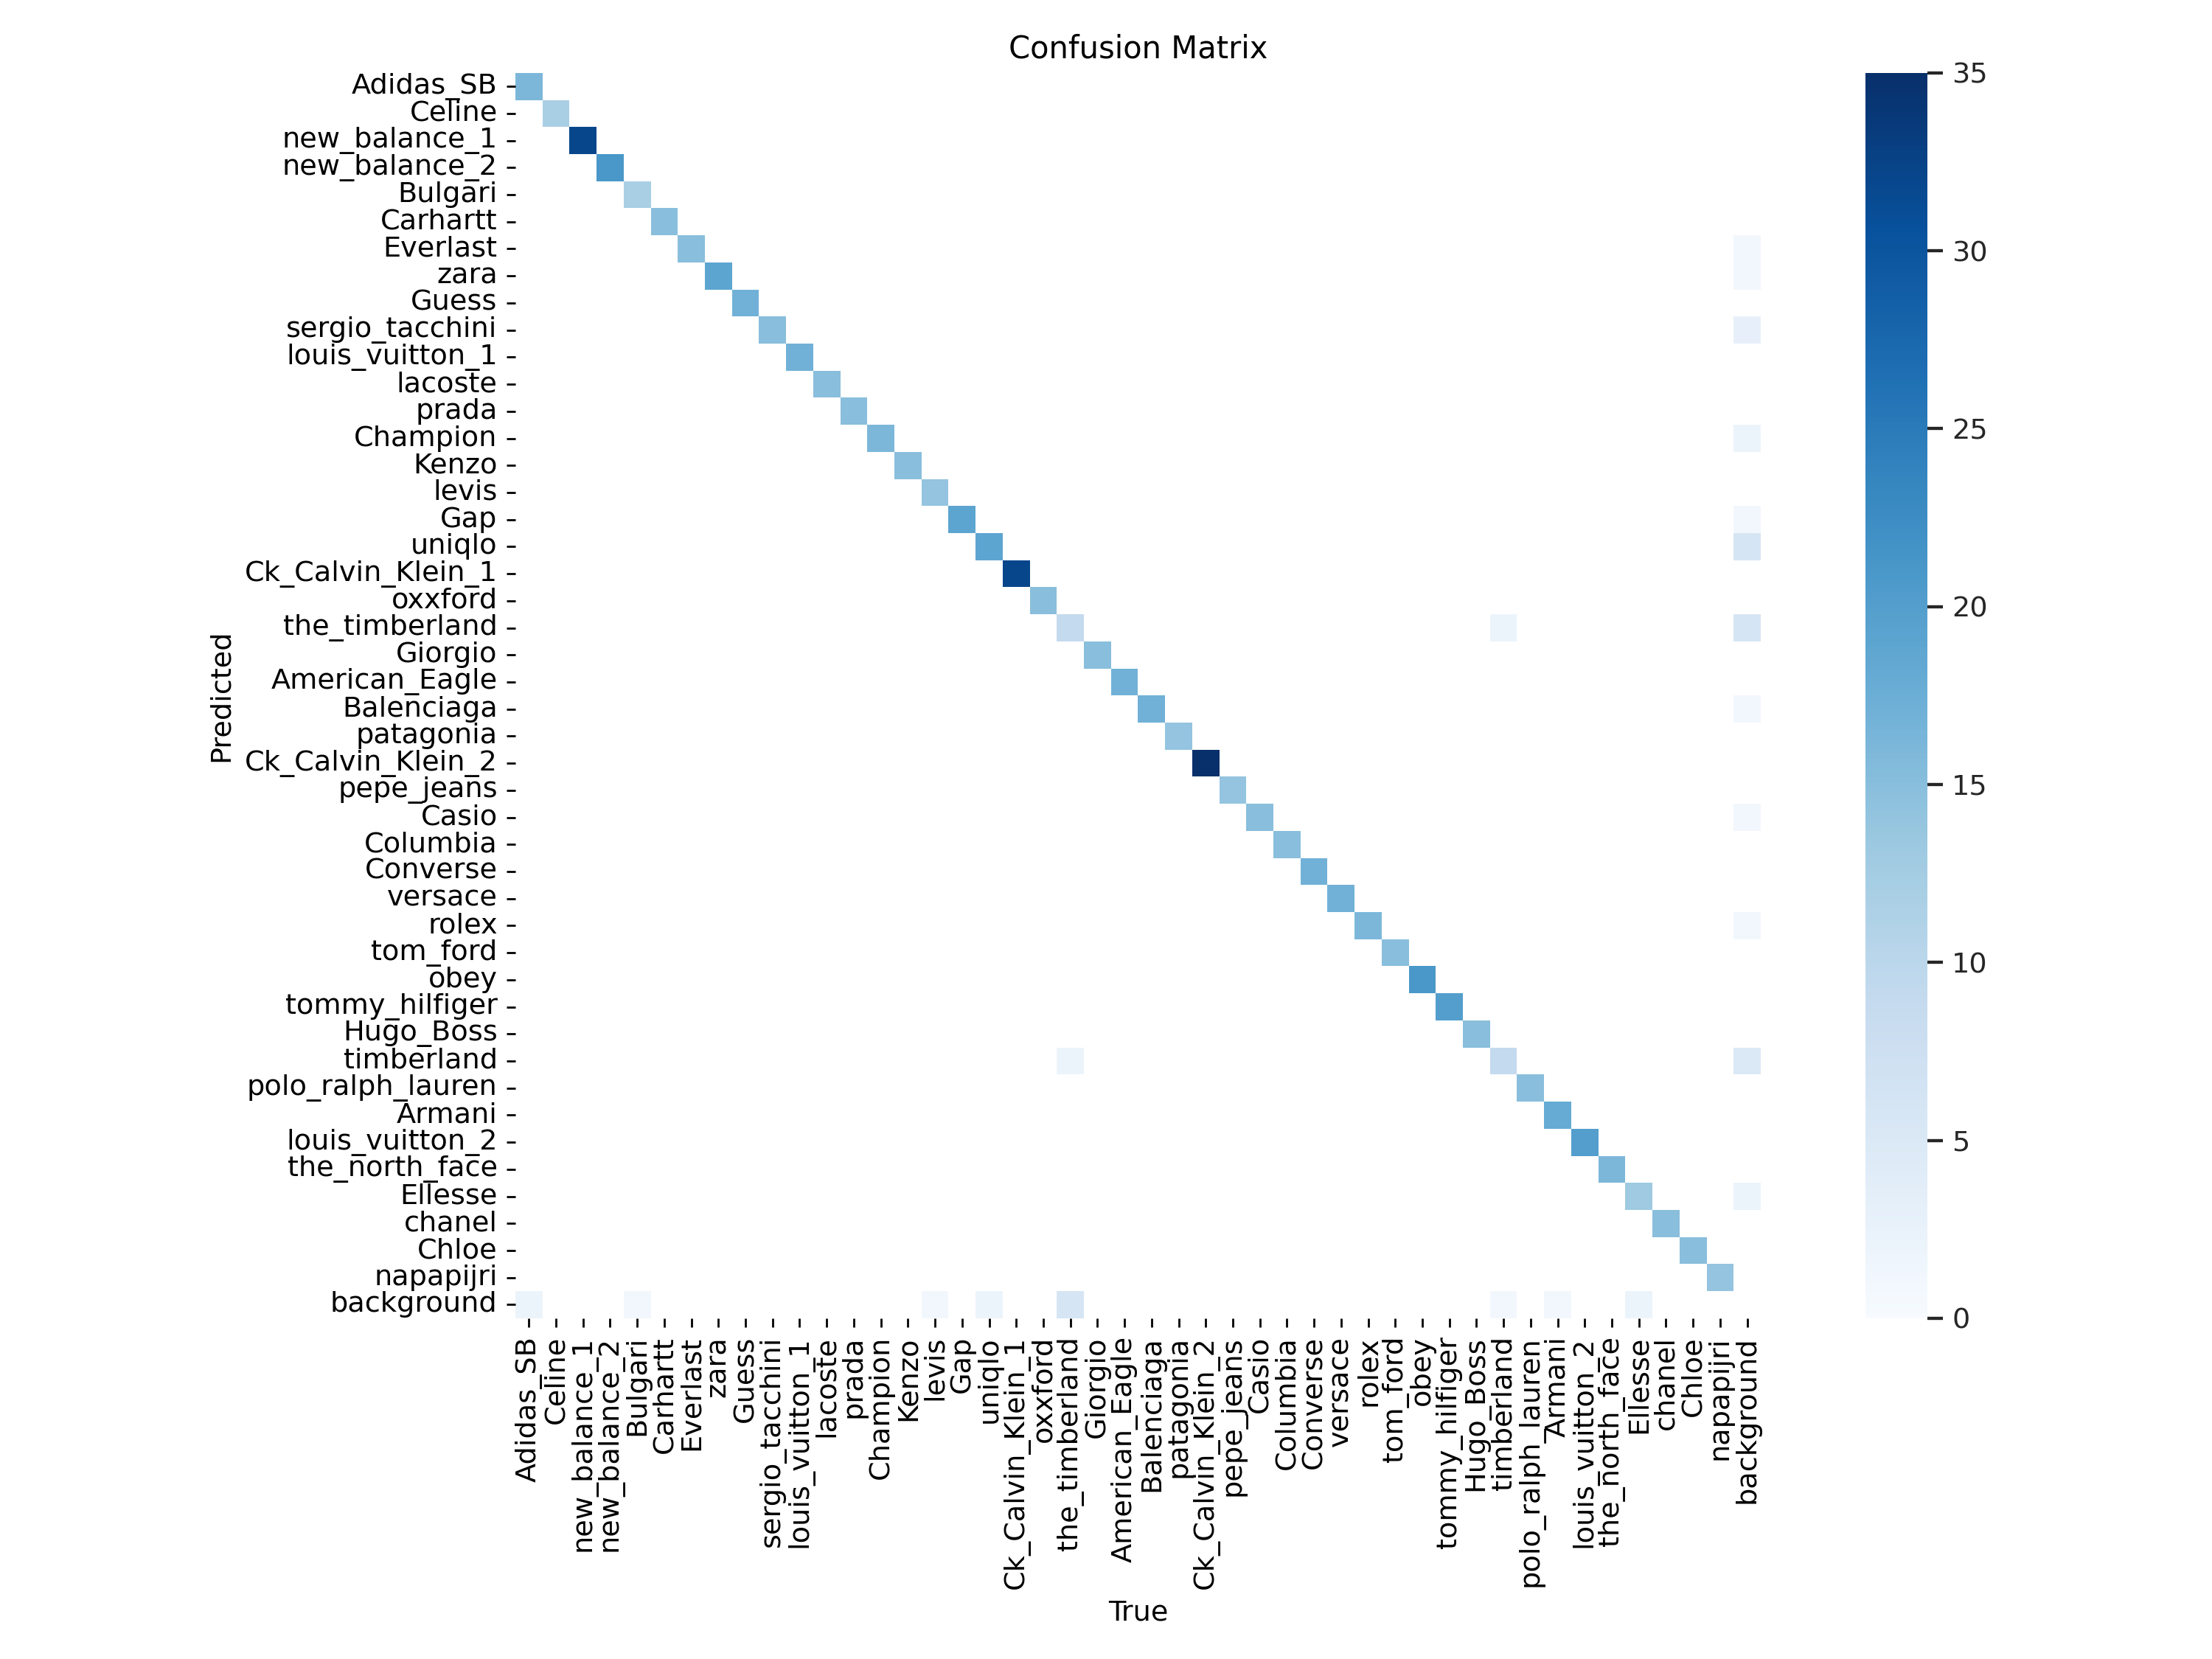 Confusion Matrix
Adidas_SB
Celine
new_balance_1
new_balance_2
Bulgari
Carhartt
Everlast
zara
Guess
sergio_tacchini
louis_vuitton_1
lacoste
prada
Champion
Kenzo
levis
Gap
uniqlo
Ck_Calvin_Klein_1
oxxford
the_timberland
Giorgio
American_Eagle
Balenciaga
patagonia
Ck_Calvin_Klein_2
pepe_jeans
Casio
Columbia
Converse
versace
rolex
tom_ford
obey
tommy_hilfiger
Hugo_Boss
timberland
polo_ralph_lauren
Armani
louis_vuitton_2
the_north_face
Ellesse
chanel
Chloe
napapijri
background
Predicted
Adidas_SB
Celine
new_balance_1
new_balance_2
Bulgari
Carhartt
Everlast
zara
Guess
sergio_tacchini
louis_vuitton_1
lacoste
prada
Champion
Kenzo
levis
Gap
uniqlo
Ck_Calvin_Klein_1
oxxford
the_timberland
Giorgio
American_Eagle
Balenciaga
patagonia
Ck_Calvin_Klein_2
pepe_jeans
Casio
Columbia
Converse
versace
rolex
tom_ford
obey
tommy_hilfiger
Hugo_Boss
timberland
polo_ralph_lauren
Armani
louis_vuitton_2
the_north_face
Ellesse
chanel
Chloe
napapijri
background
True
35
30
25
20
15
10
5
0